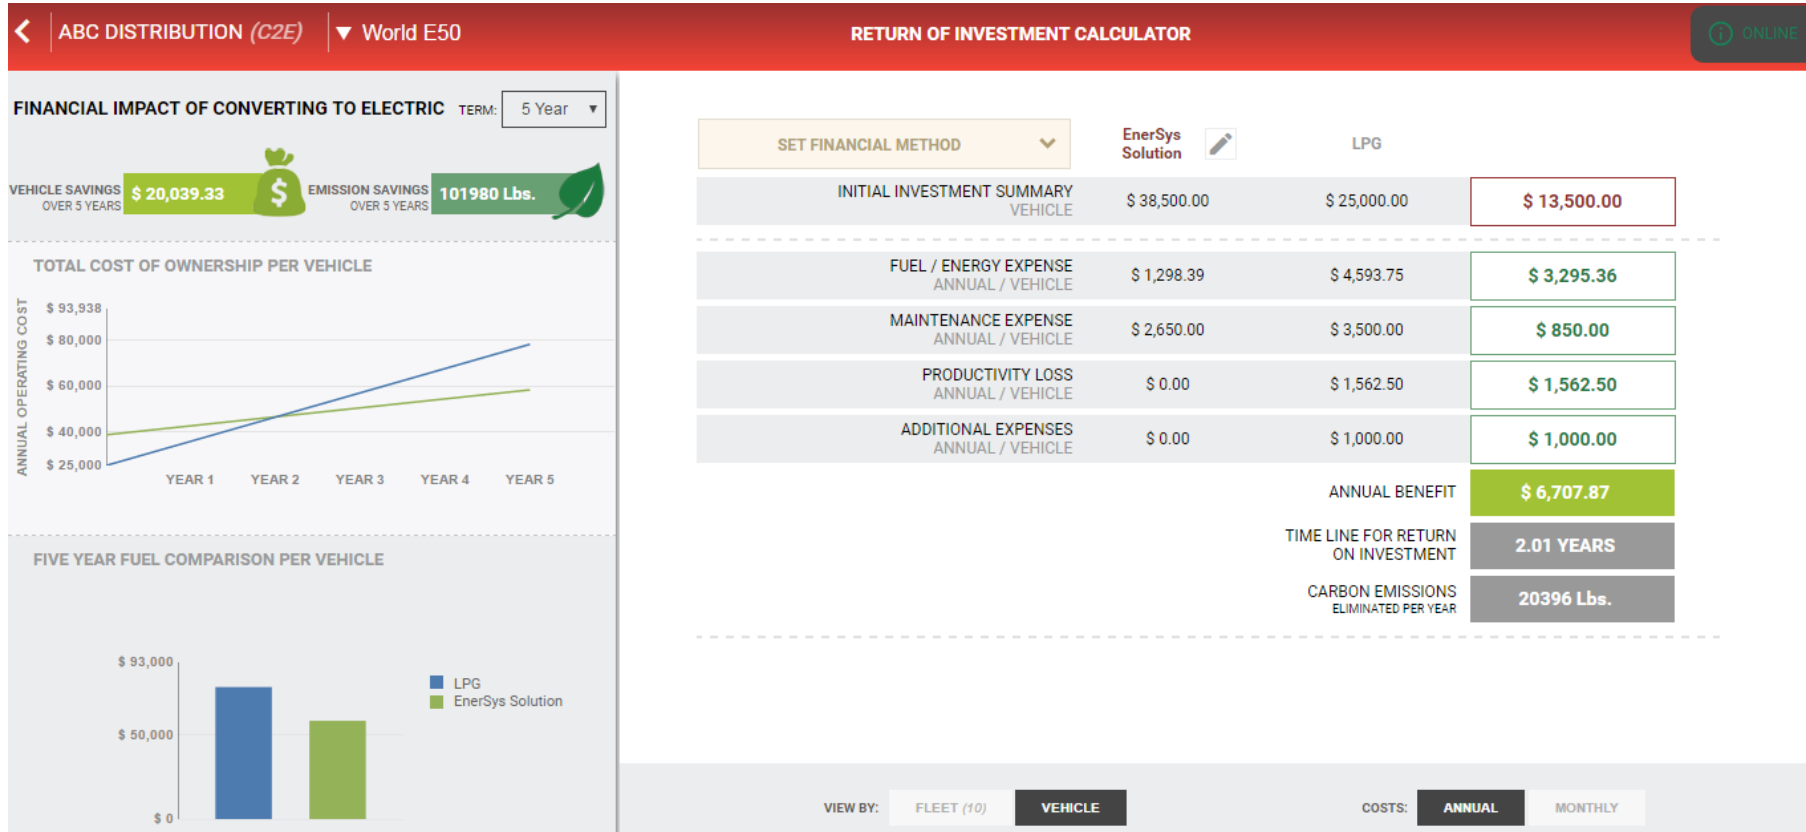 ABC DISTRIBUTION (C2E)
World E50
RETURN OF INVESTMENT CALCULATOR
ONLINE
FINANCIAL IMPACT OF CONVERTING TO ELECTRIC
TERM:
5 Year
VEHICLE SAVINGS
OVER 5 YEARS
$ 20,039.33
$
EMISSION SAVINGS
OVER 5 YEARS
101980 Lbs.
TOTAL COST OF OWNERSHIP PER VEHICLE
ANNUAL OPERATING COST
$ 93,938
$ 80,000
$ 60,000
$ 40,000
$ 25,000
YEAR 1
YEAR 2
YEAR 3
YEAR 4
YEAR 5
FIVE YEAR FUEL COMPARISON PER VEHICLE
$ 93,000
$ 50,000
$ 0
LPG
EnerSys Solution
SET FINANCIAL METHOD
EnerSys
Solution
LPG
INITIAL INVESTMENT SUMMARY
VEHICLE
$ 38,500.00
$ 25,000.00
$ 13,500.00
FUEL / ENERGY EXPENSE
ANNUAL / VEHICLE
$ 1,298.39
$ 4,593.75
$ 3,295.36
MAINTENANCE EXPENSE
ANNUAL / VEHICLE
$ 2,650.00
$ 3,500.00
$ 850.00
PRODUCTIVITY LOSS
ANNUAL / VEHICLE
$ 0.00
$ 1,562.50
$ 1,562.50
ADDITIONAL EXPENSES
ANNUAL / VEHICLE
$ 0.00
$ 1,000.00
$ 1,000.00
ANNUAL BENEFIT
$ 6,707.87
TIME LINE FOR RETURN
ON INVESTMENT
2.01 YEARS
CARBON EMISSIONS
ELIMINATED PER YEAR
20396 Lbs.
VIEW BY:
FLEET (10)
VEHICLE
COSTS:
ANNUAL
MONTHLY